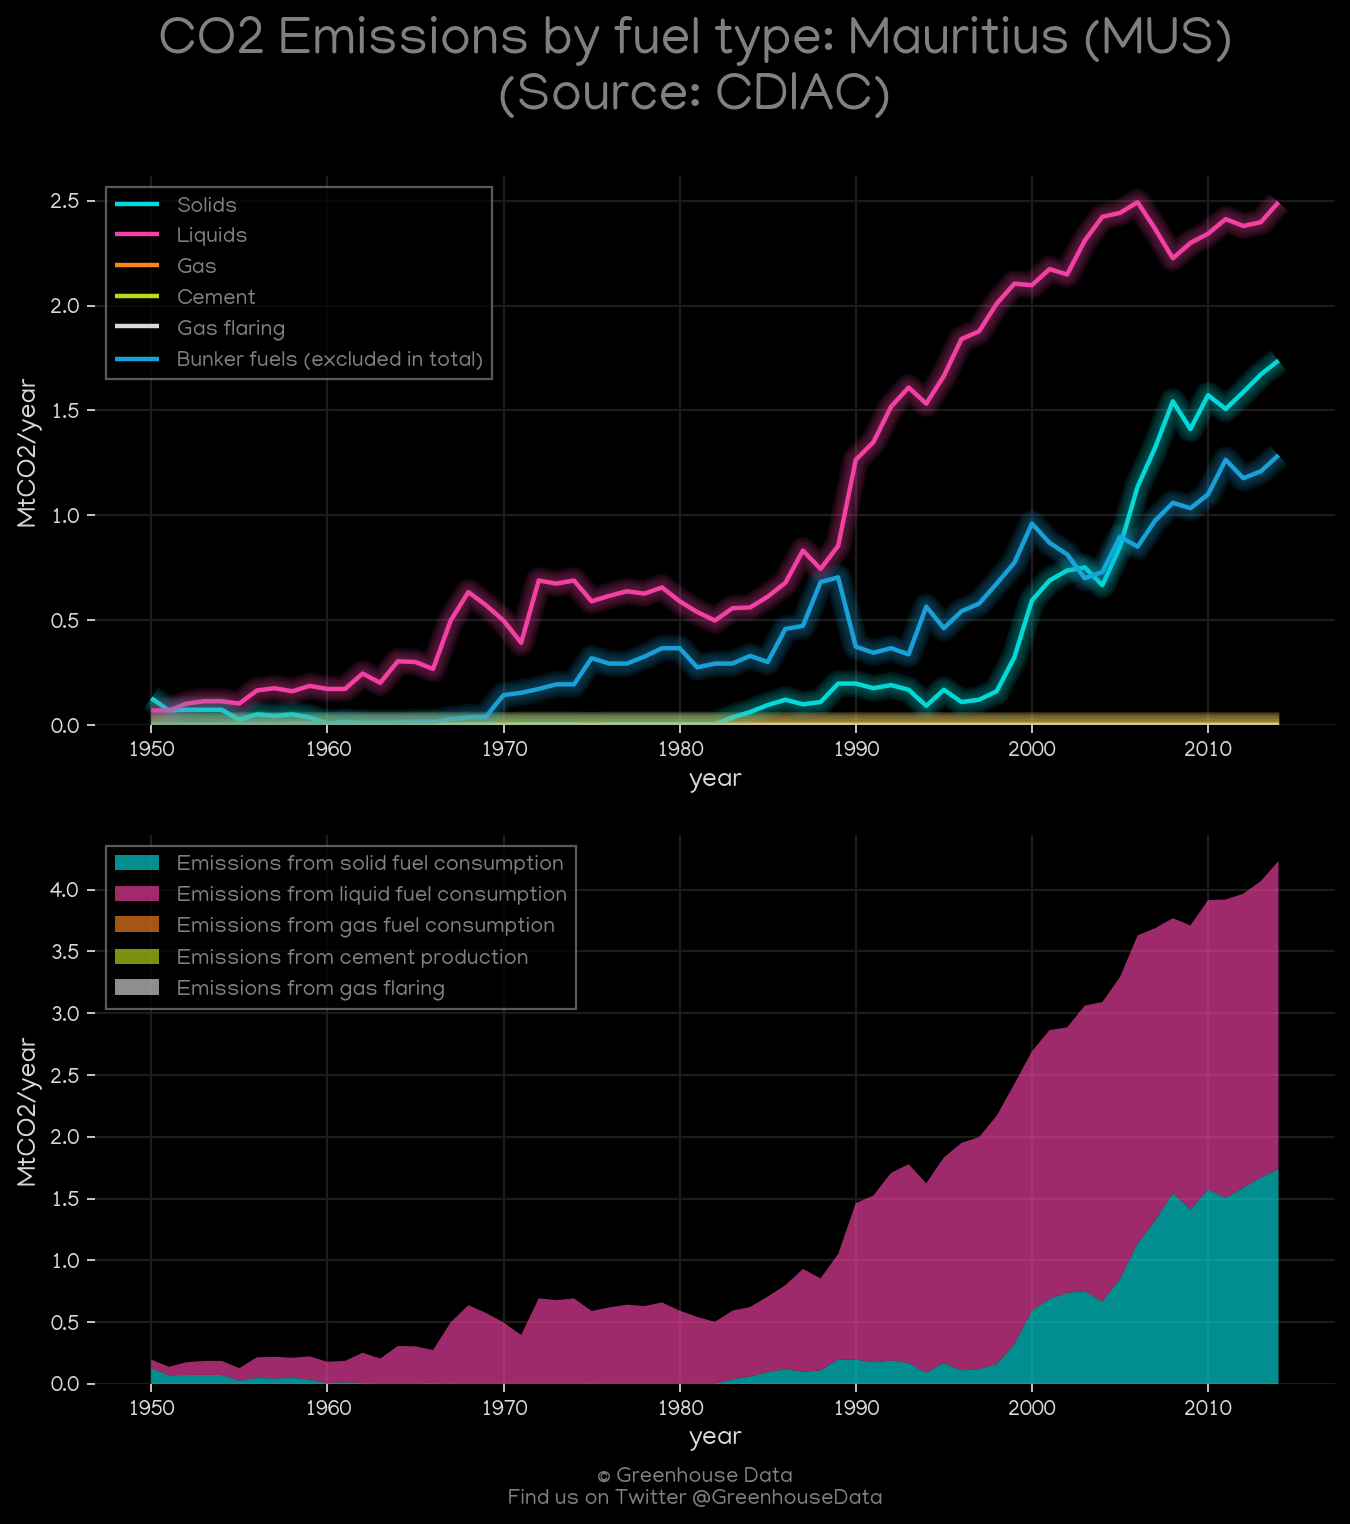 CO2 Emissions by fuel type: Mauritius (MUS)
(Source: CDIAC)
2.5
2.0
1.5
1.0
0.5
0.0
MtCO2/year
Solids
Liquids
Gas
Cement
Gas flaring
Bunker fuels (excluded in total)
1950 1960 1970 1980 1990 2000 2010
year
4.0
3.5
3.0
2.5
2.0
1.5
1.0
0.5
0.0
MtCO2/year
Emissions from solid fuel consumption
Emissions from liquid fuel consumption
Emissions from gas fuel consumption
Emissions from cement production
Emissions from gas flaring
1950 1960 1970 1980 1990 2000 2010
year
© Greenhouse Data
Find us on Twitter @GreenhouseData